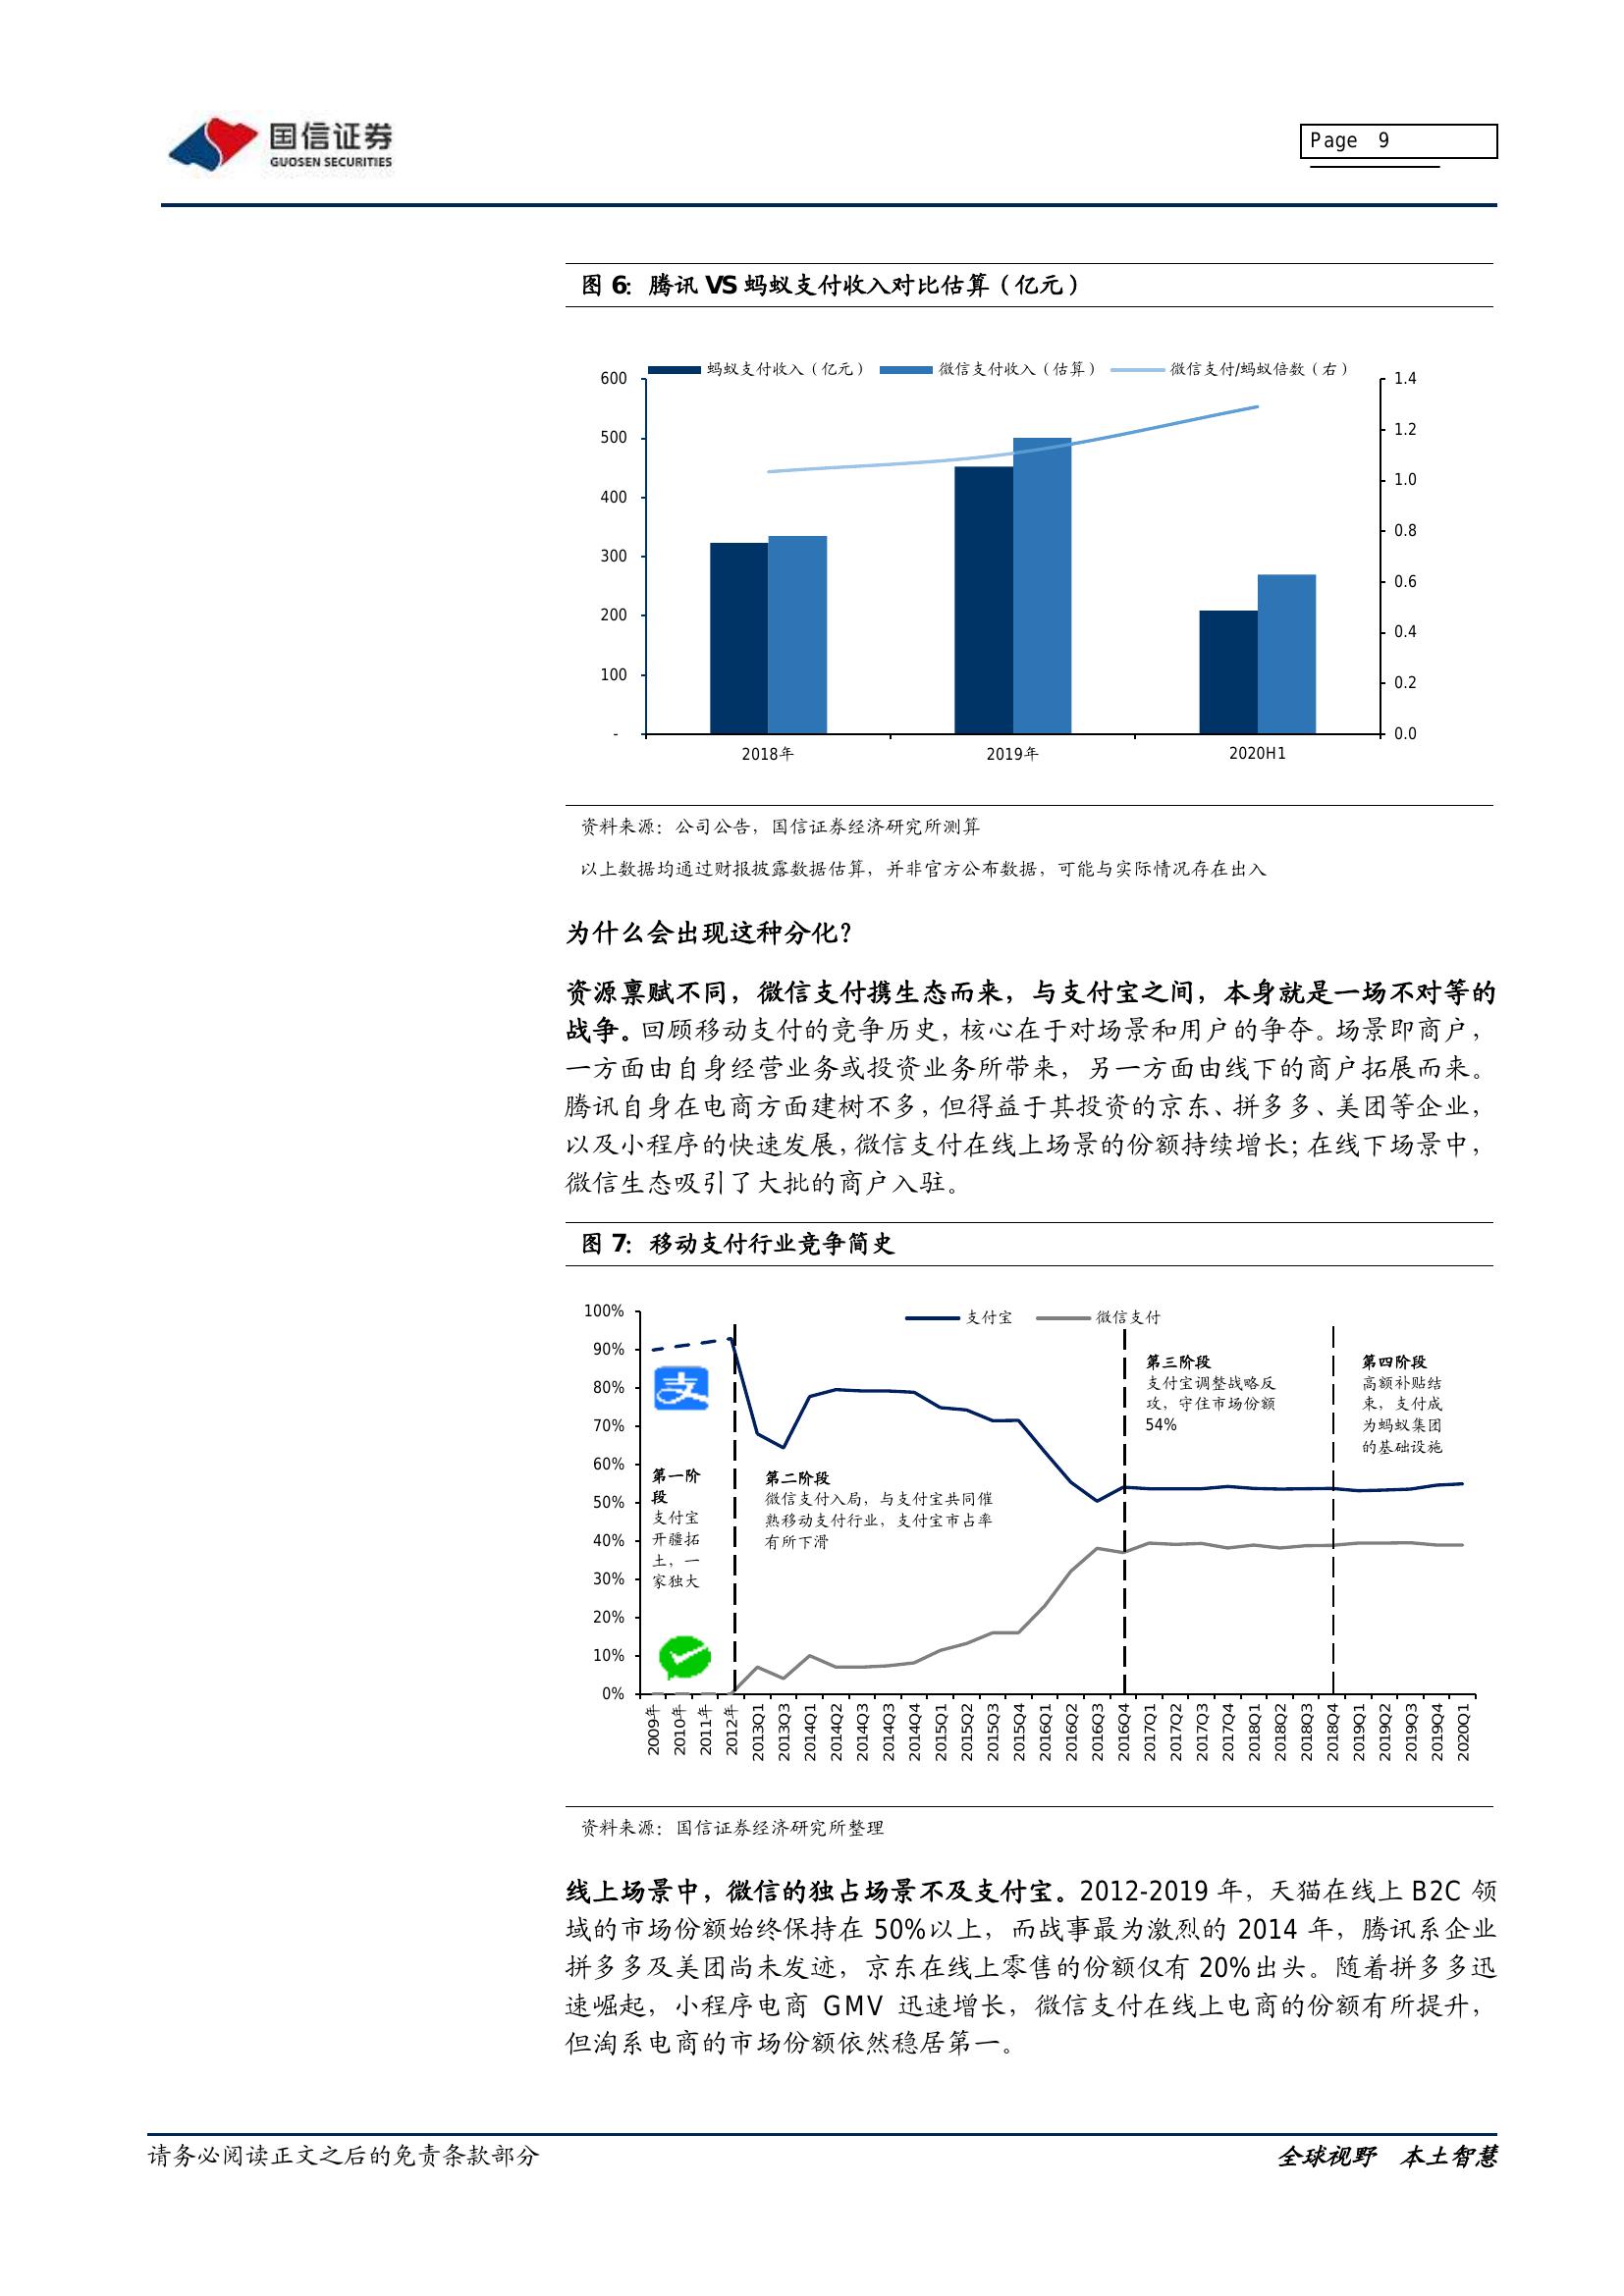 国信证券
GUOSEN SECURITIES
Page 9
图 6：腾讯 VS 蚂蚁支付收入对比估算（亿元）
蚂蚁支付收入（亿元） 微信支付收入（估算） 微信支付/蚂蚁倍数（右）
600 1.4
500 1.2
400 1.0
300 0.8
200 0.6
100 0.4
- 0.2
0.0
2018年 2019年 2020H1
资料来源：公司公告，国信证券经济研究所测算
以上数据均通过财报披露数据估算，并非官方公布数据，可能与实际情况存在出入
为什么会出现这种分化？
资源禀赋不同，微信支付携生态而来，与支付宝之间，本身就是一场不对等的
战争。回顾移动支付的竞争历史，核心在于对场景和用户的争夺。场景即商户，
一方面由自身经营业务或投资业务所带来，另一方面由线下的商户拓展而来。
腾讯自身在电商方面建树不多，但得益于其投资的京东、拼多多、美团等企业，
以及小程序的快速发展，微信支付在线上场景的份额持续增长；在线下场景中，
微信生态吸引了大批的商户入驻。
图 7：移动支付行业竞争简史
支付宝 微信支付
100%
90%
80%
70%
60%
50%
40%
30%
20%
10%
0%
支
第一阶
段
支付宝
开疆拓
土，一
家独大
第二阶段
微信支付入局，与支付宝共同催
熟移动支付行业，支付宝市占率
有所下滑
第三阶段
支付宝调整战略反
攻，守住市场份额
54%
第四阶段
高额补贴结
束，支付成
为蚂蚁集团
的基础设施
2009年 2010年 2011年 2012年 2013Q1 2013Q3 2014Q1 2014Q2 2014Q3 2014Q4 2015Q1 2015Q2 2015Q3 2015Q4 2016Q1 2016Q2 2016Q3 2016Q4 2017Q1 2017Q2 2017Q3 2017Q4 2018Q1 2018Q2 2018Q3 2018Q4 2019Q1 2019Q2 2019Q3 2019Q4 2020Q1
资料来源：国信证券经济研究所整理
线上场景中，微信的独占场景不及支付宝。2012-2019 年，天猫在线上 B2C 领
域的市场份额始终保持在 50%以上，而战事最为激烈的 2014 年，腾讯系企业
拼多多及美团尚未发迹，京东在线上零售的份额仅有 20%出头。随着拼多多迅
速崛起，小程序电商 GMV 迅速增长，微信支付在线上电商的份额有所提升，
但淘系电商的市场份额依然稳居第一。
请务必阅读正文之后的免责条款部分
全球视野 本土智慧